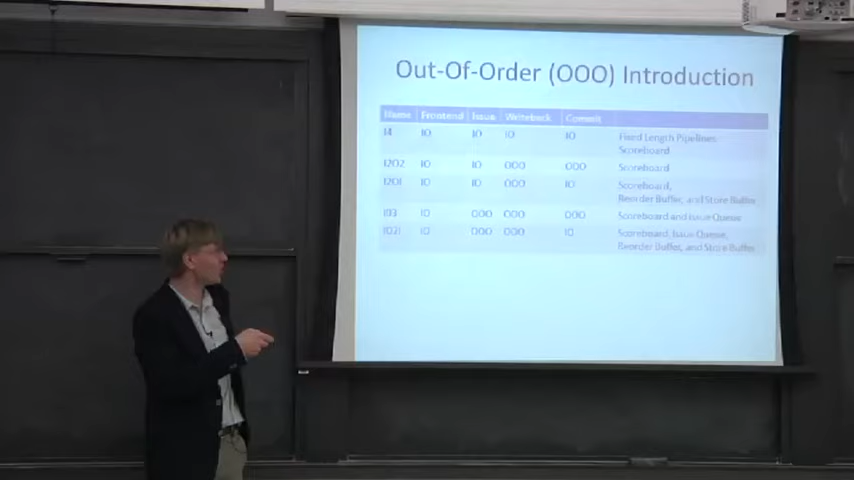 Out-Of-Order (OOO) Introduction
Name Frontend Issue Writeback Commit
I4 IO IO IO IO Fixed Length Pipelines
Scoreboard
I2O2 IO IO OOO OOO Scoreboard
I2OI IO IO OOO IO Scoreboard,
Reorder Buffer, and Store Buffer
IO3 IO OOO OOO OOO Scoreboard and Issue Queue
IO2I IO OOO OOO IO Scoreboard, Issue Queue,
Reorder Buffer, and Store Buffer